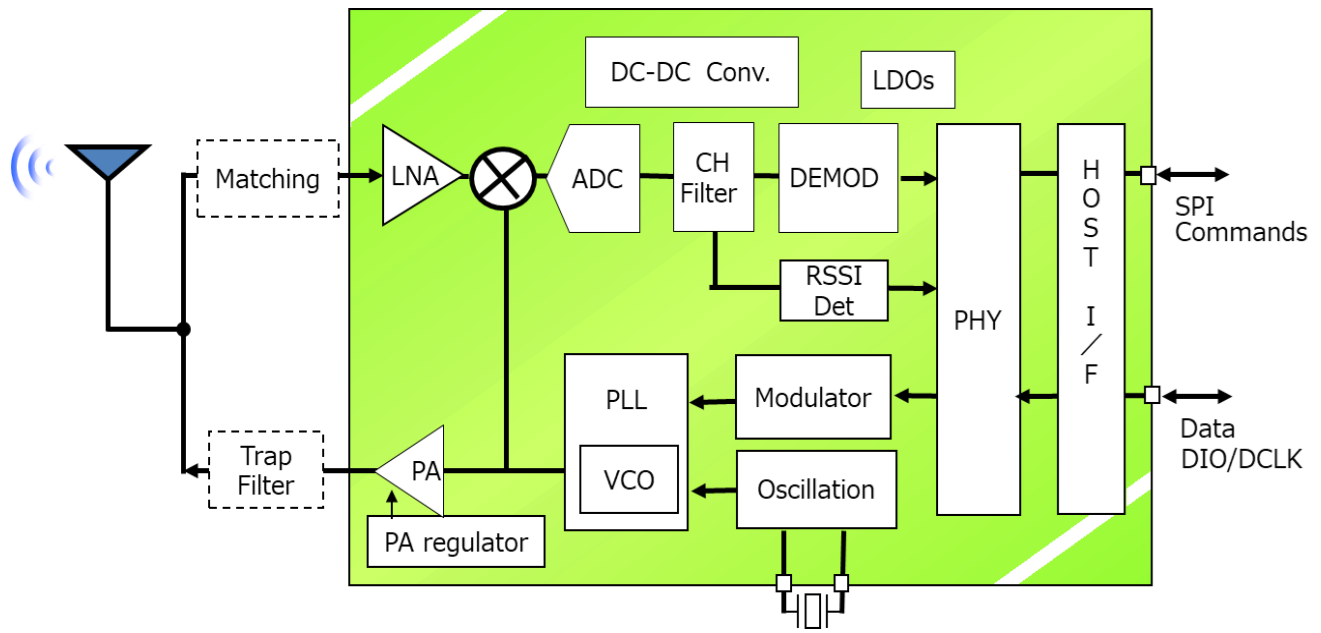 DC-DC Conv.
LDOs
Matching
LNA
ADC
CH
Filter
DEMOD
H
O
S
T
I
/
F
SPI
Commands
RSSI
Det
PHY
PLL
Modulator
Data
DIO/DCLK
Trap
Filter
PA
VCO
Oscillation
PA regulator